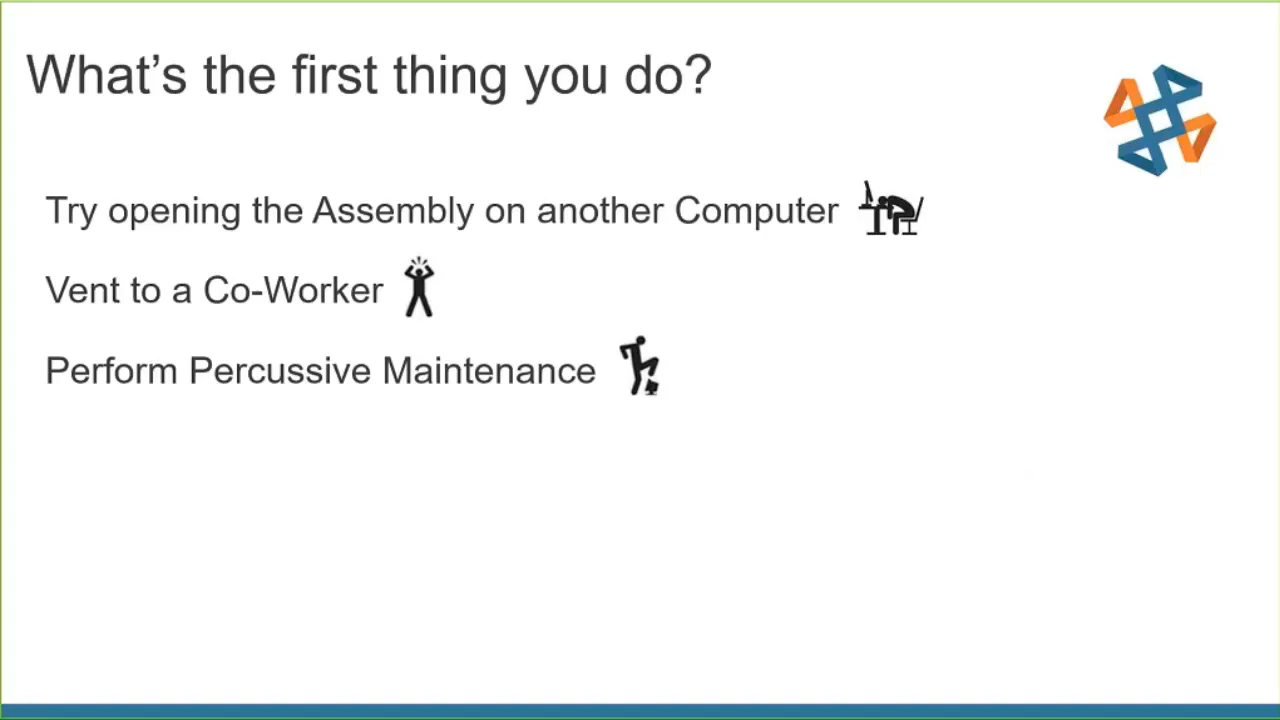 What’s the first thing you do?
Try opening the Assembly on another Computer
Vent to a Co-Worker
Perform Percussive Maintenance